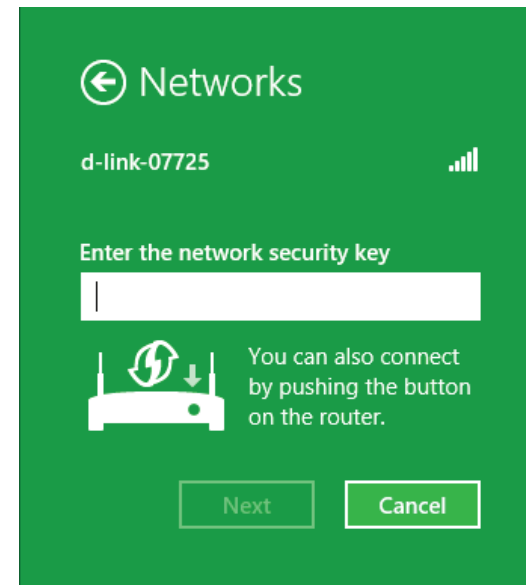 Networks
d-link-07725
Enter the network security key
You can also connect
by pushing the button
on the router.
Next
Cancel